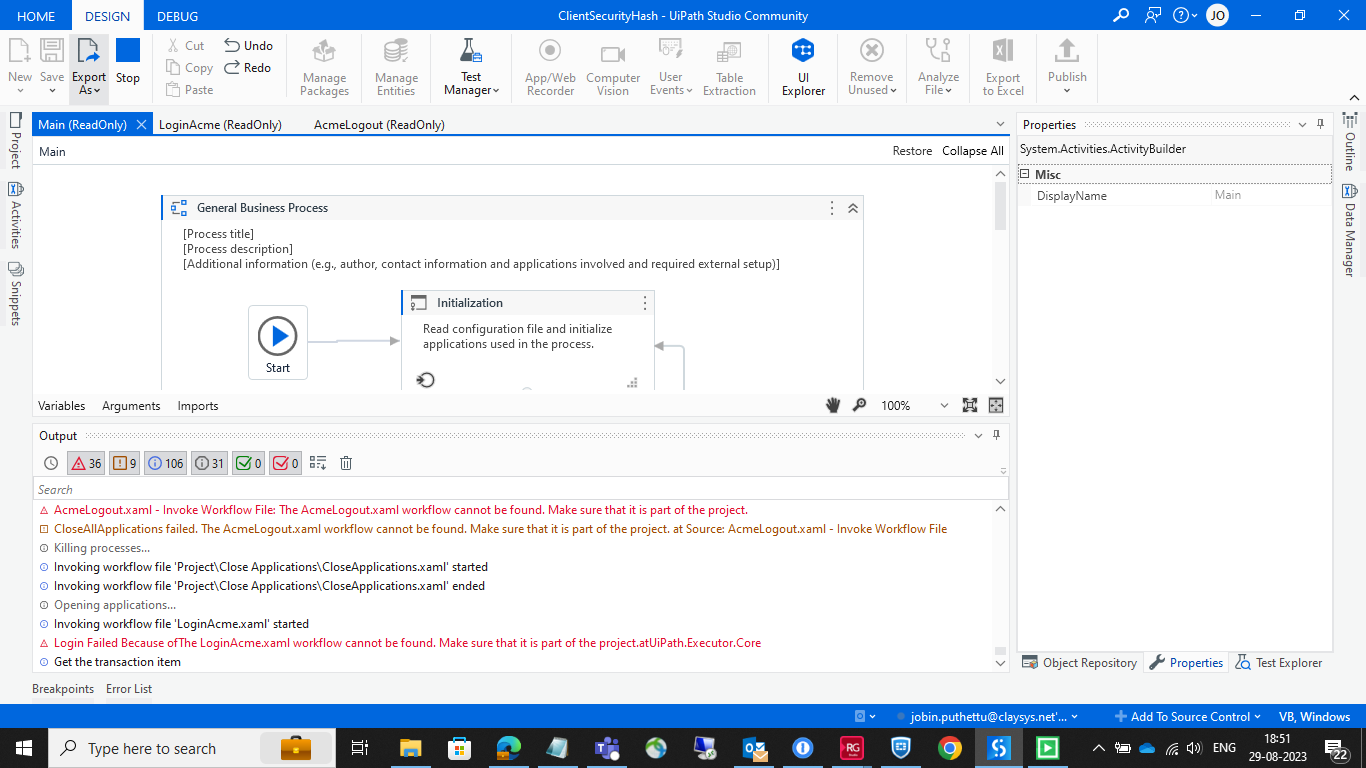 HOME DESIGN DEBUG ClientSecurityHash - UiPath Studio Community JO
New Save Export As Stop Cut Copy Paste Undo Redo Manage Packages Manage Entities Test Manager App/Web Recorder Computer Vision User Events Table Extraction UI Explorer Remove Unused Analyze File Export to Excel Publish
Project
Activities
Snippets
Main (ReadOnly) LoginAcme (ReadOnly) AcmeLogout (ReadOnly)
Main Restore Collapse All
General Business Process
[Process title]
[Process description]
[Additional information (e.g., author, contact information and applications involved and required external setup)]
Initialization
Read configuration file and initialize
applications used in the process.
Start
Variables Arguments Imports 100%
Output
36 9 106 31 0 0
Search
AcmeLogout.xaml - Invoke Workflow File: The AcmeLogout.xaml workflow cannot be found. Make sure that it is part of the project.
CloseAllApplications failed. The AcmeLogout.xaml workflow cannot be found. Make sure that it is part of the project. at Source: AcmeLogout.xaml - Invoke Workflow File
Killing processes...
Invoking workflow file 'Project\Close Applications\CloseApplications.xaml' started
Invoking workflow file 'Project\Close Applications\CloseApplications.xaml' ended
Opening applications...
Invoking workflow file 'LoginAcme.xaml' started
Login Failed Because ofThe LoginAcme.xaml workflow cannot be found. Make sure that it is part of the project.atUiPath.Executor.Core
Get the transaction item
Breakpoints Error List
Properties
System.Activities.ActivityBuilder
Misc
DisplayName Main
Object Repository Properties Test Explorer
Outline
Data Manager
jobin.puthettu@claysys.net'... Add To Source Control VB, Windows
Type here to search RG ENG 18:51
29-08-2023 22